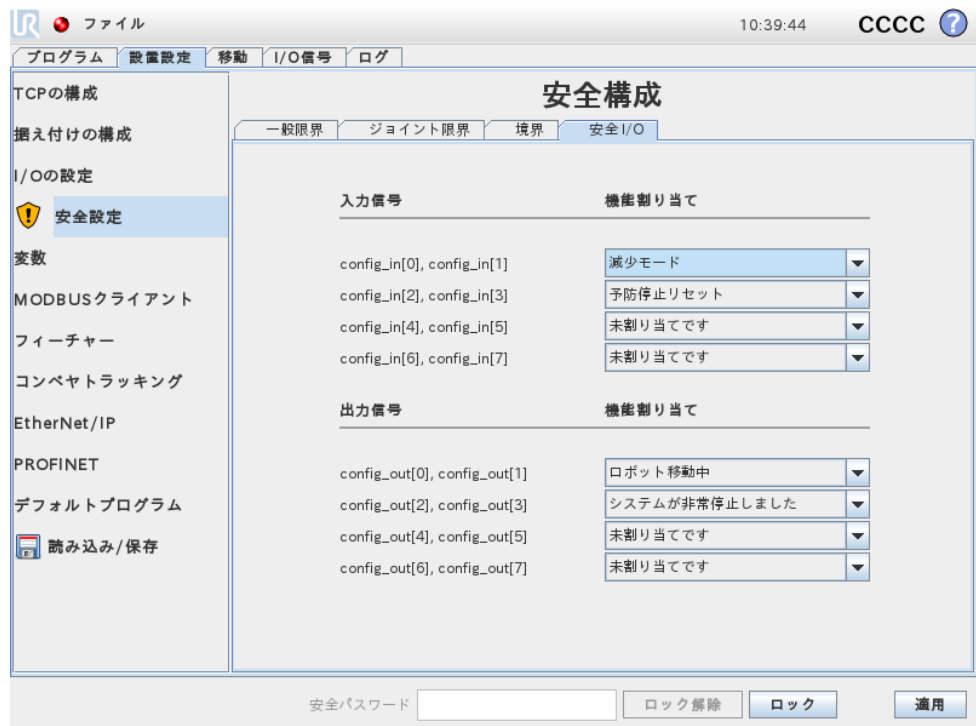 UR ファイル 10:39:44 CCCC ?
プログラム 設置設定 移動 I/O信号 ログ
TCPの構成
据え付けの構成
I/Oの設定
安全設定
変数
MODBUSクライアント
フィーチャー
コンベヤトラッキング
EtherNet/IP
PROFINET
デフォルトプログラム
読み込み/保存
安全構成
一般限界 ジョイント限界 境界 安全I/O
入力信号 機能割り当て
config_in[0], config_in[1] 減少モード
config_in[2], config_in[3] 予防停止リセット
config_in[4], config_in[5] 未割り当てです
config_in[6], config_in[7] 未割り当てです
出力信号 機能割り当て
config_out[0], config_out[1] ロボット移動中
config_out[2], config_out[3] システムが非常停止しました
config_out[4], config_out[5] 未割り当てです
config_out[6], config_out[7] 未割り当てです
安全パスワード ロック解除 ロック 適用